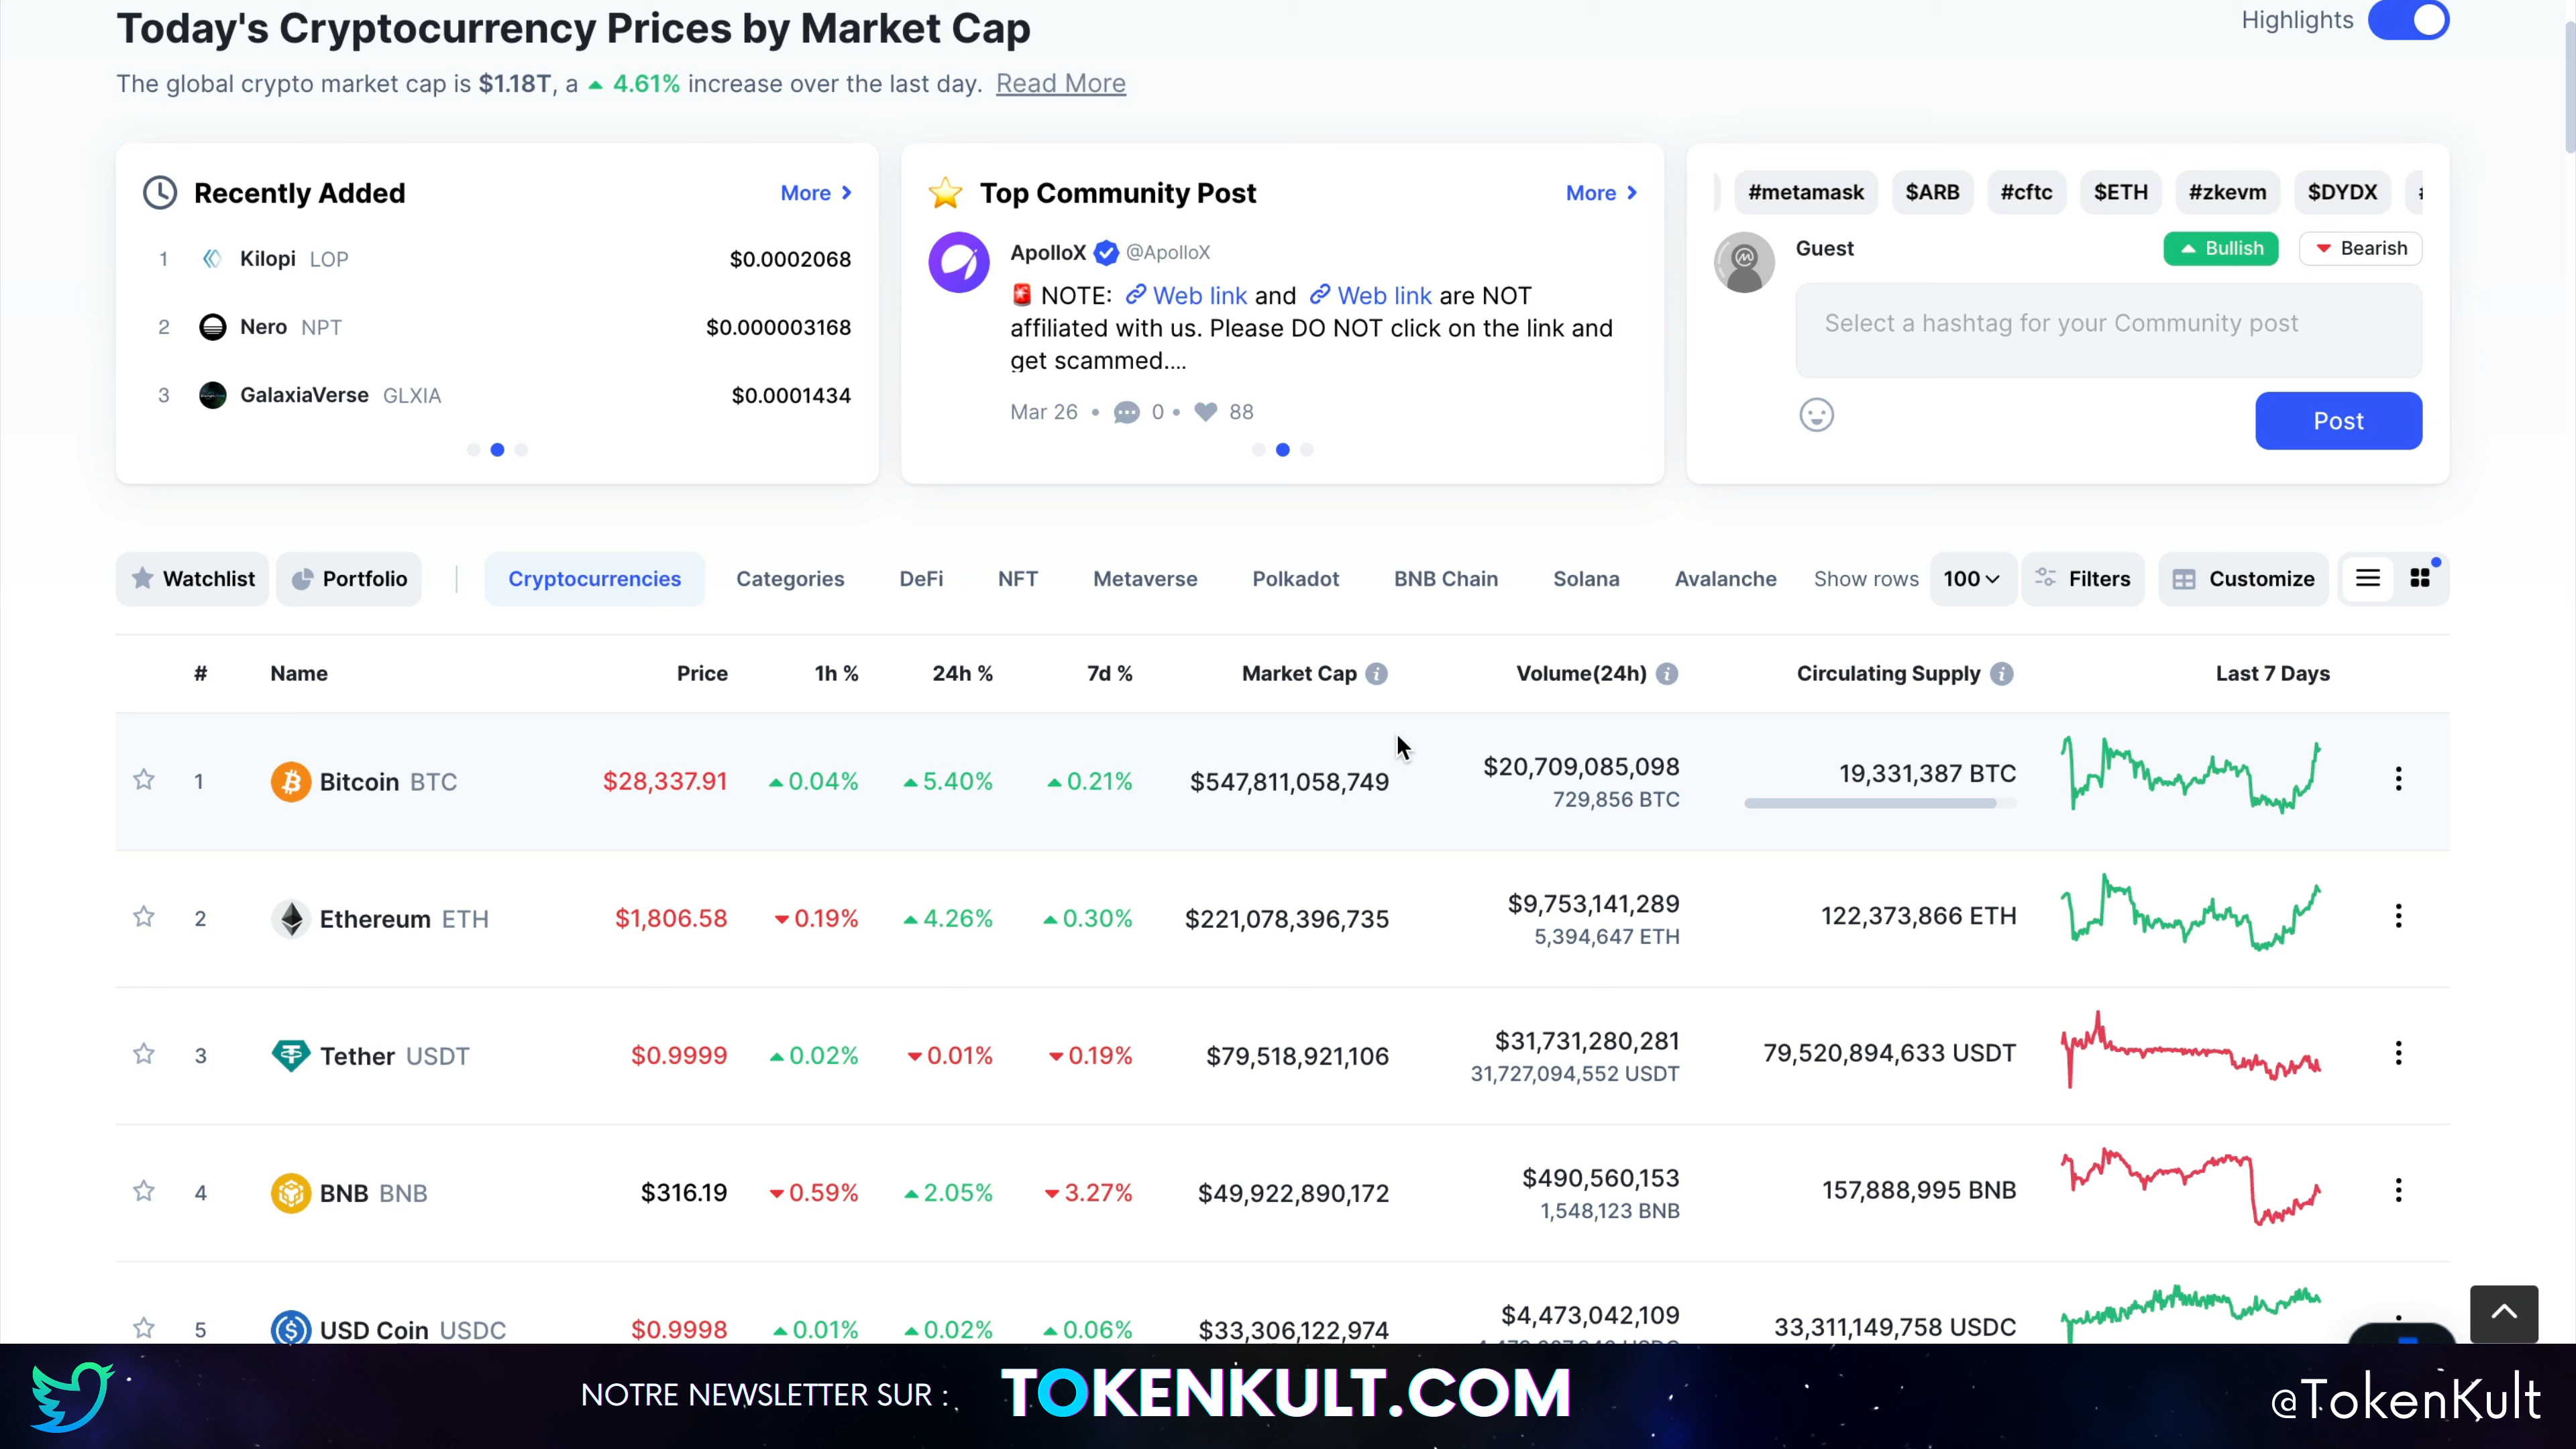 Today's Cryptocurrency Prices by Market Cap
Highlights
The global crypto market cap is $1.18T, a 4.61% increase over the last day. Read More
Recently Added
More
1 Kilopi LOP $0.0002068
2 Nero NPT $0.000003168
3 GalaxiaVerse GLXIA $0.0001434
Top Community Post
More
ApolloX @ApolloX
NOTE: Web link and Web link are NOT
affiliated with us. Please DO NOT click on the link and
get scammed....
Mar 26 • 0 • 88
#metamask $ARB #cftc $ETH #zkevm $DYDX
Guest
Bullish
Bearish
Select a hashtag for your Community post
Post
Watchlist Portfolio Cryptocurrencies Categories DeFi NFT Metaverse Polkadot BNB Chain Solana Avalanche Show rows 100 Filters Customize
# Name Price 1h % 24h % 7d % Market Cap Volume(24h) Circulating Supply Last 7 Days
1 Bitcoin BTC $28,337.91 0.04% 5.40% 0.21% $547,811,058,749 $20,709,085,098 19,331,387 BTC
729,856 BTC
2 Ethereum ETH $1,806.58 0.19% 4.26% 0.30% $221,078,396,735 $9,753,141,289 122,373,866 ETH
5,394,647 ETH
3 Tether USDT $0.9999 0.02% 0.01% 0.19% $79,518,921,106 $31,731,280,281 79,520,894,633 USDT
31,727,094,552 USDT
4 BNB BNB $316.19 0.59% 2.05% 3.27% $49,922,890,172 $490,560,153 157,888,995 BNB
1,548,123 BNB
5 USD Coin USDC $0.9998 0.01% 0.02% 0.06% $33,306,122,974 $4,473,042,109 33,311,149,758 USDC
NOTRE NEWSLETTER SUR : TOKENKULT.COM
@TokenKult